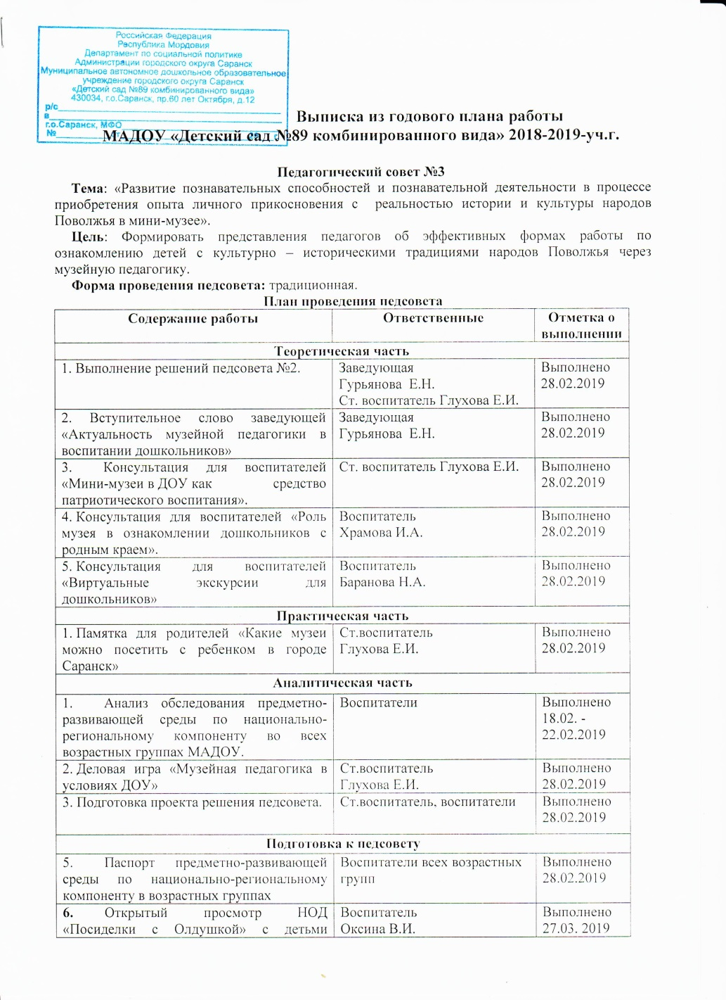 Российская Федерация
Республика Мордовия
Департамент по социальной политике
Администрации городского округа Саранск
Муниципальное автономное дошкольное образовательное
учреждение городского округа Саранск
«Детский сад №89 комбинированного вида»
430034, г.о.Саранск, пр.60 лет Октября, д.12
р/с
в
г.о.Саранск, МФО
№
Выписка из годового плана работы
МАДОУ «Детский сад №89 комбинированного вида» 2018-2019-уч.г.
Педагогический совет №3
Тема: «Развитие познавательных способностей и познавательной деятельности в процессе
приобретения опыта личного прикосновения с реальностью истории и культуры народов
Поволжья в мини-музее».
Цель: Формировать представления педагогов об эффективных формах работы по
ознакомлению детей с культурно – историческими традициями народов Поволжья через
музейную педагогику.
Форма проведения педсовета: традиционная.
План проведения педсовета
Содержание работы
Ответственные
Отметка о
выполнении
Теоретическая часть
1. Выполнение решений педсовета №2.
Заведующая
Гурьянова Е.Н.
Ст. воспитатель Глухова Е.И.
Выполнено
28.02.2019
2. Вступительное слово заведующей
«Актуальность музейной педагогики в
воспитании дошкольников»
Заведующая
Гурьянова Е.Н.
Выполнено
28.02.2019
3. Консультация для воспитателей
«Мини-музеи в ДОУ как средство
патриотического воспитания».
Ст. воспитатель Глухова Е.И.
Выполнено
28.02.2019
4. Консультация для воспитателей «Роль
музея в ознакомлении дошкольников с
родным краем».
Воспитатель
Храмова И.А.
Выполнено
28.02.2019
5. Консультация для воспитателей
«Виртуальные экскурсии для
дошкольников»
Воспитатель
Баранова Н.А.
Выполнено
28.02.2019
Практическая часть
1. Памятка для родителей «Какие музеи
можно посетить с ребенком в городе
Саранск»
Ст.воспитатель
Глухова Е.И.
Выполнено
28.02.2019
Аналитическая часть
1. Анализ обследования предметно-
развивающей среды по национально-
региональному компоненту во всех
возрастных группах МАДОУ.
Воспитатели
Выполнено
18.02. -
22.02.2019
2. Деловая игра «Музейная педагогика в
условиях ДОУ»
Ст.воспитатель
Глухова Е.И.
Выполнено
28.02.2019
3. Подготовка проекта решения педсовета.
Ст.воспитатель, воспитатели
Выполнено
28.02.2019
Подготовка к педсовету
5. Паспорт предметно-развивающей
среды по национально-региональному
компоненту в возрастных группах
Воспитатели всех возрастных
групп
Выполнено
28.02.2019
6. Открытый просмотр НОД
«Посиделки с Олдушкой» с детьми
Воспитатель
Оксина В.И.
Выполнено
27.03. 2019